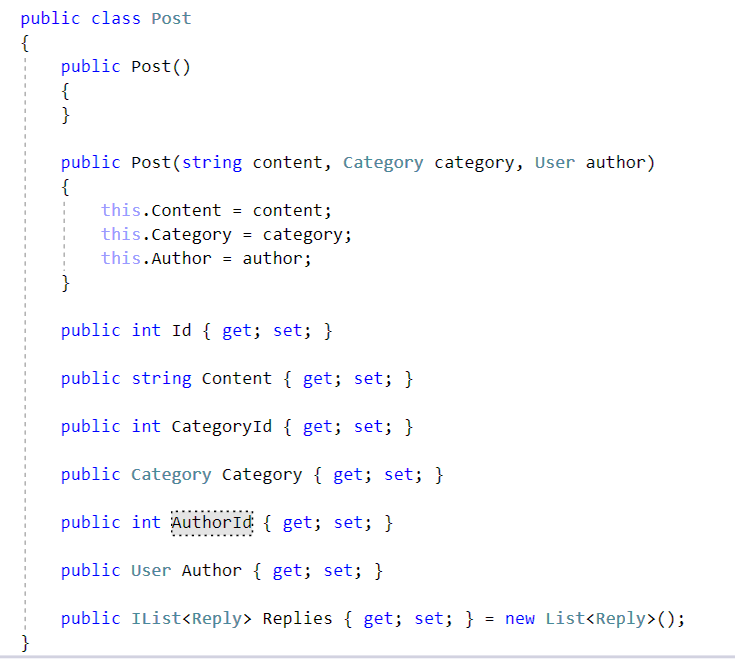 public class Post
{
public Post()
{
}
public Post(string content, Category category, User author)
{
this.Content = content;
this.Category = category;
this.Author = author;
}
public int Id { get; set; }
public string Content { get; set; }
public int CategoryId { get; set; }
public Category Category { get; set; }
public int AuthorId { get; set; }
public User Author { get; set; }
public IList<Reply> Replies { get; set; } = new List<Reply>();
}